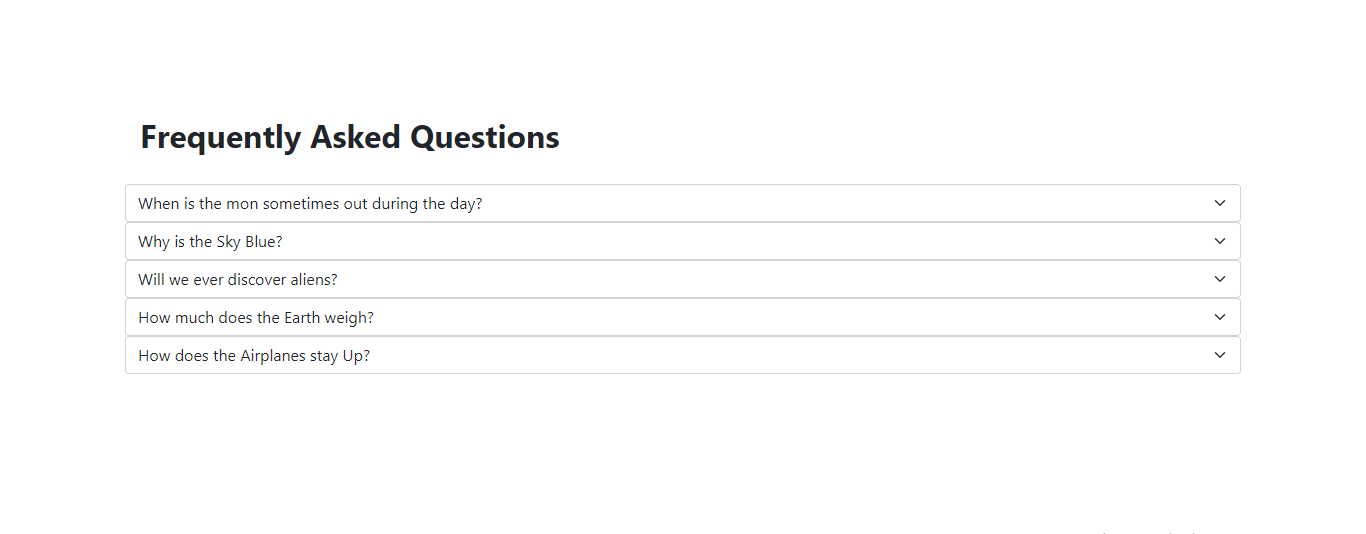 Frequently Asked Questions
When is the mon sometimes out during the day?
Why is the Sky Blue?
Will we ever discover aliens?
How much does the Earth weigh?
How does the Airplanes stay Up?